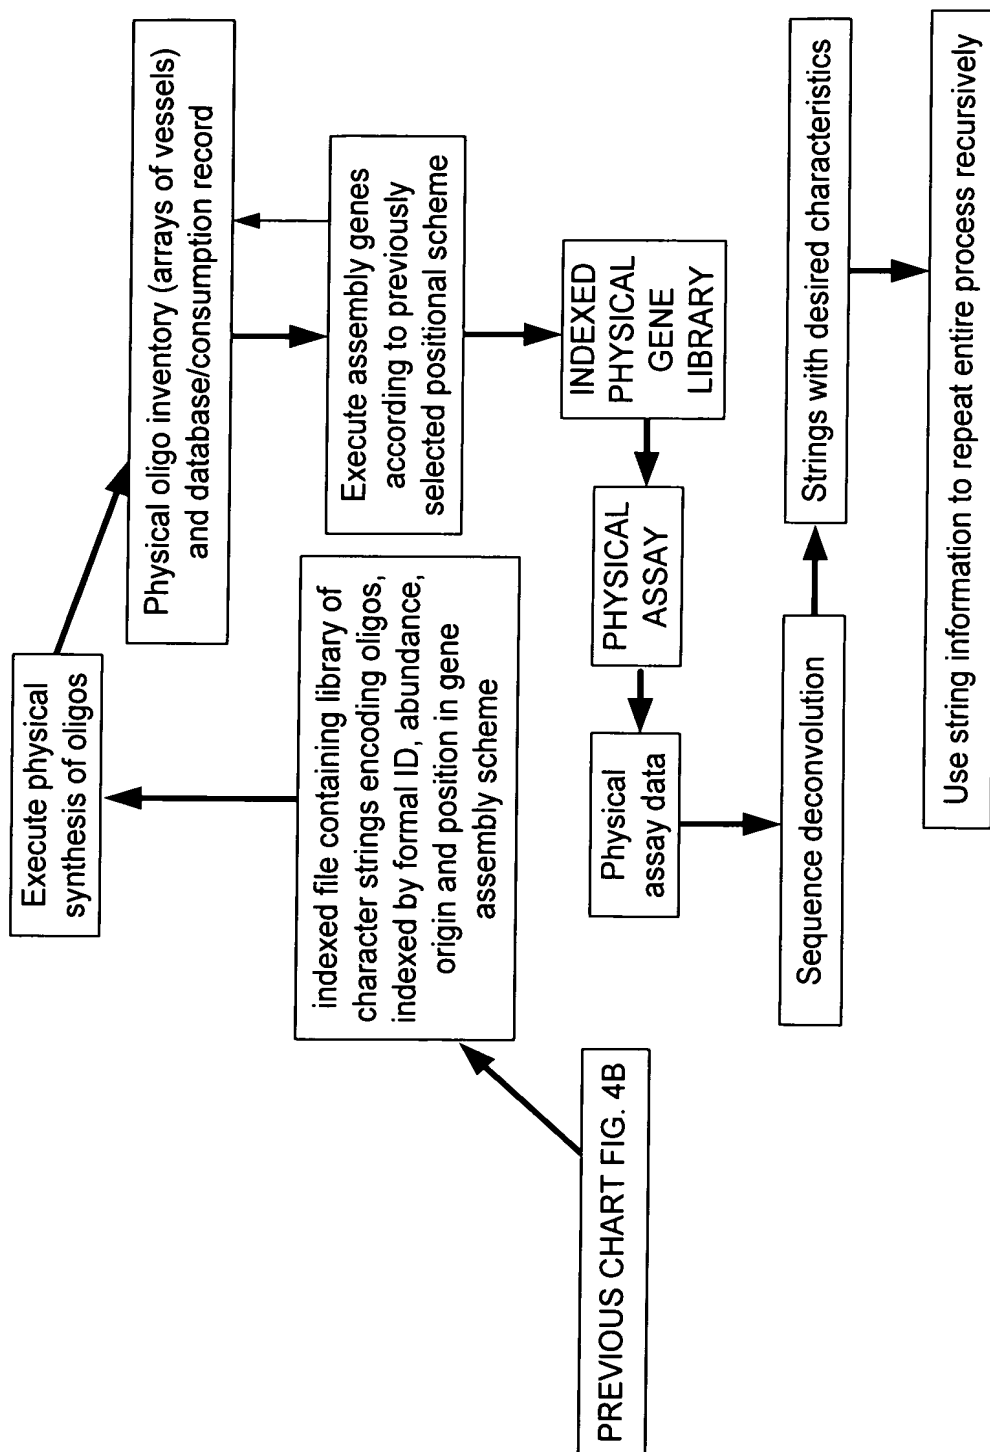 PREVIOUS CHART FIG. 4B
indexed file containing library of
character strings encoding oligos,
indexed by formal ID, abundance,
origin and position in gene
assembly scheme
Execute physical
synthesis of oligos
Physical oligo inventory (arrays of vessels)
and database/consumption record
Execute assembly genes
according to previously
selected positional scheme
INDEXED
PHYSICAL
GENE
LIBRARY
PHYSICAL
ASSAY
Physical
assay data
Sequence deconvolution
Strings with desired characteristics
Use string information to repeat entire process recursively